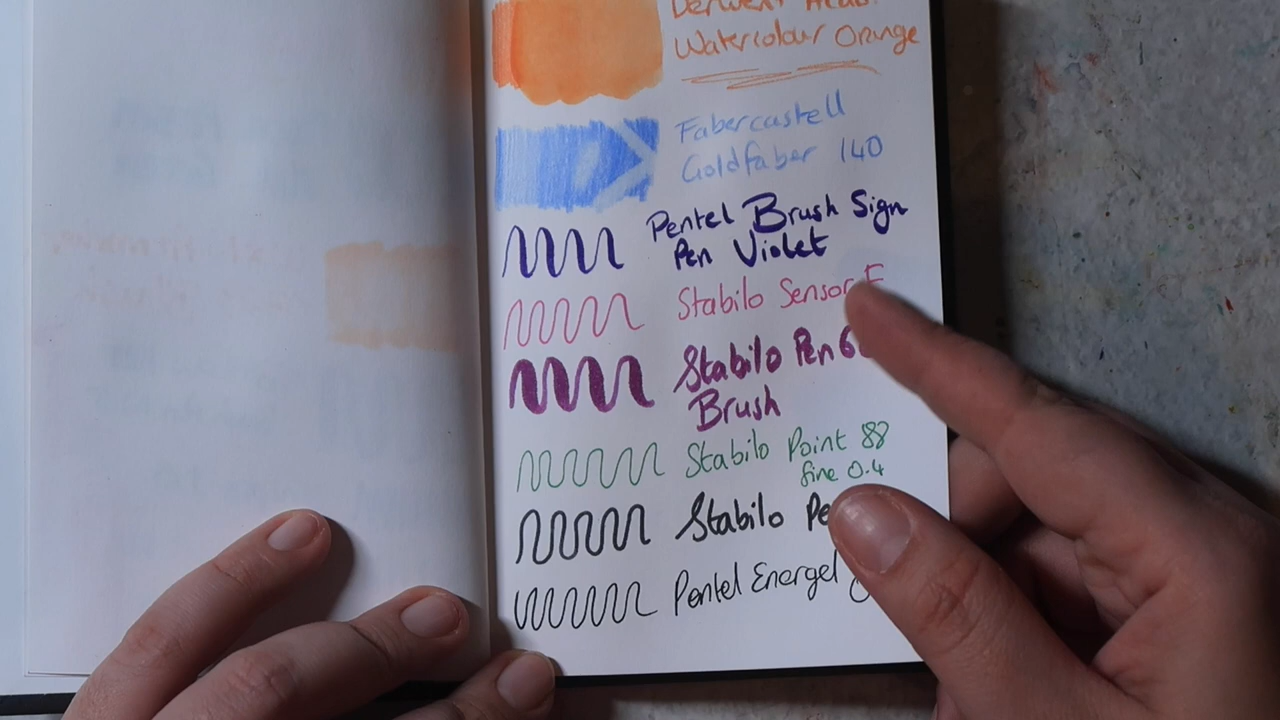 Derwent
Watercolour Orange
Fabercastell
Goldfaber 140
Pentel Brush Sign
Pen Violet
Stabilo Sensor F
Stabilo Pen
Brush
Stabilo Point 88
fine 0.4
Stabilo
Pentel Energel